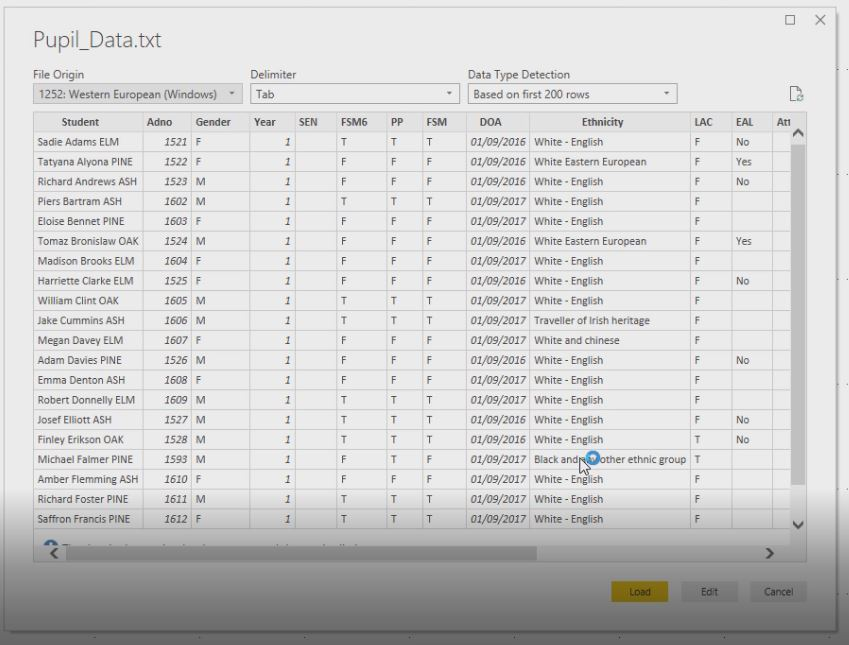 Pupil_Data.txt
File Origin Delimiter Data Type Detection
1252: Western European (Windows) Tab Based on first 200 rows
Student Adno Gender Year SEN FSM6 PP FSM DOA Ethnicity LAC EAL Att
Sadie Adams ELM 1521 F 1 T T T 01/09/2016 White - English F No
Tatyana Alyona PINE 1522 F 1 F F F 01/09/2016 White Eastern European F Yes
Richard Andrews ASH 1523 M 1 F F F 01/09/2016 White - English F No
Piers Bartram ASH 1602 M 1 T T T 01/09/2017 White - English F
Eloise Bennet PINE 1603 F 1 F F F 01/09/2017 White - English F
Tomaz Bronislaw OAK 1524 M 1 F F F 01/09/2016 White Eastern European F Yes
Madison Brooks ELM 1604 F 1 F F F 01/09/2017 White - English F
Harriette Clarke ELM 1525 F 1 F F F 01/09/2016 White - English F No
William Clint OAK 1605 M 1 T T T 01/09/2017 White - English F
Jake Cummins ASH 1606 M 1 T T T 01/09/2017 Traveller of Irish heritage F
Megan Davey ELM 1607 F 1 F F F 01/09/2017 White and chinese F
Adam Davies PINE 1526 M 1 F F F 01/09/2016 White - English F No
Emma Denton ASH 1608 F 1 F F F 01/09/2017 White - English F
Robert Donnelly ELM 1609 M 1 T T T 01/09/2017 White - English F
Josef Elliott ASH 1527 M 1 T T T 01/09/2016 White - English F No
Finley Erikson OAK 1528 M 1 T T T 01/09/2016 White - English T No
Michael Falmer PINE 1593 M 1 F T F 01/09/2017 Black and other ethnic group T
Amber Flemming ASH 1610 F 1 F F F 01/09/2017 White - English F
Richard Foster PINE 1611 M 1 T T T 01/09/2017 White - English F
Saffron Francis PINE 1612 F 1 T T T 01/09/2017 White - English F
Load Edit Cancel